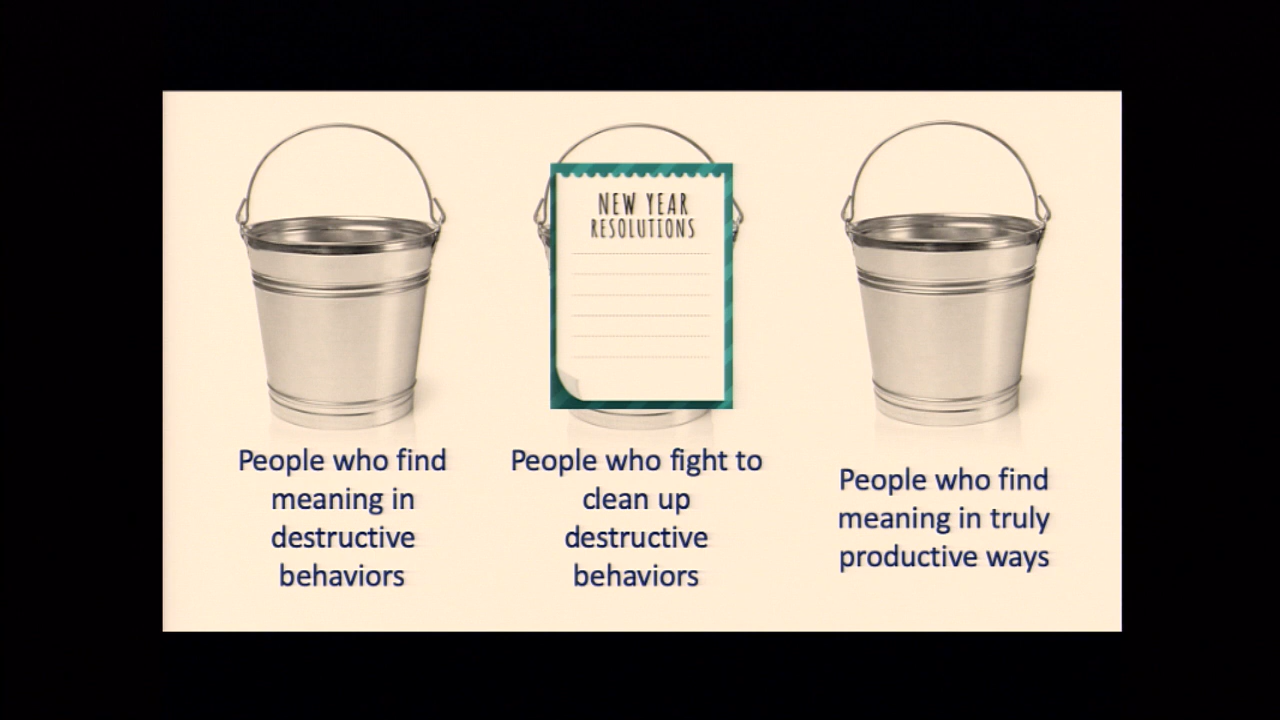 NEW YEAR
RESOLUTIONS
People who find
meaning in
destructive
behaviors
People who fight to
clean up
destructive
behaviors
People who find
meaning in truly
productive ways